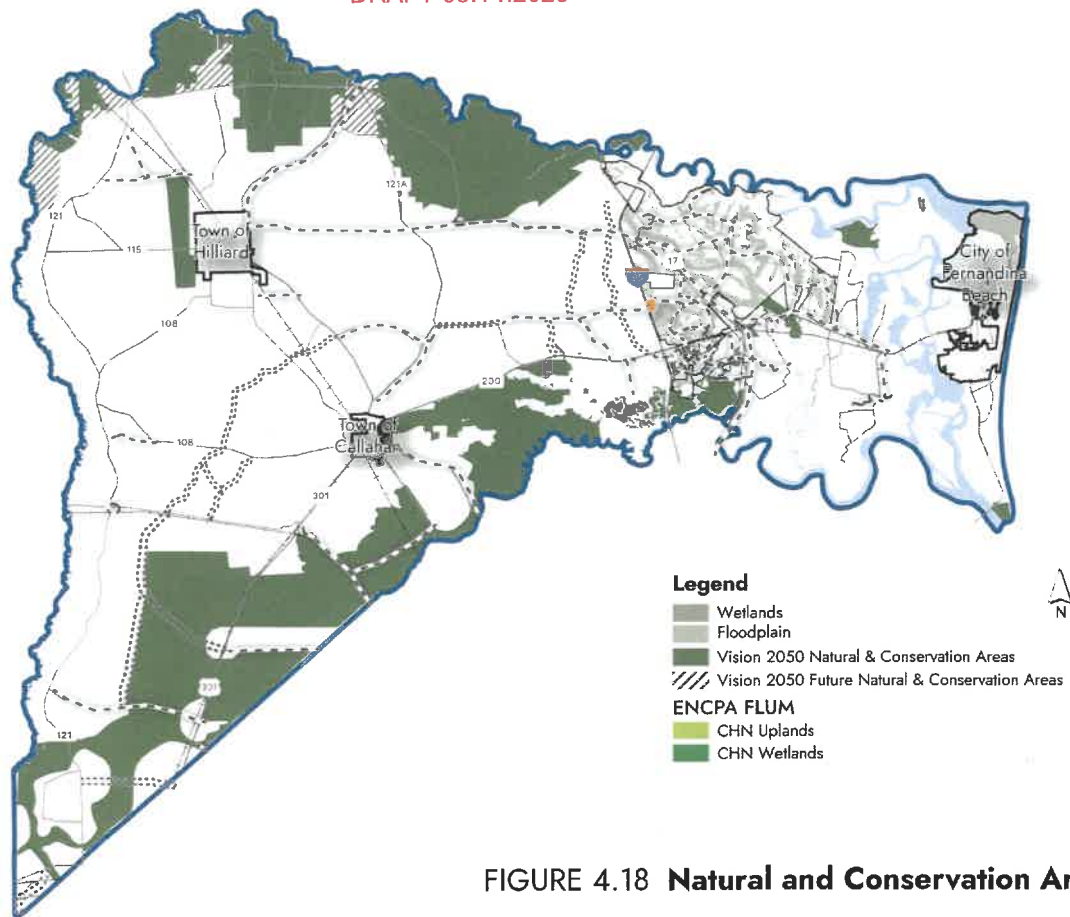 121A
121
Town of
Hilliard
115
17
City of
Fernandina
Beach
108
200
Town of
Callahan
108
301
301
121
Legend
Wetlands
Floodplain
Vision 2050 Natural & Conservation Areas
Vision 2050 Future Natural & Conservation Areas
ENCPA FLUM
CHN Uplands
CHN Wetlands
N
FIGURE 4.18 Natural and Conservation